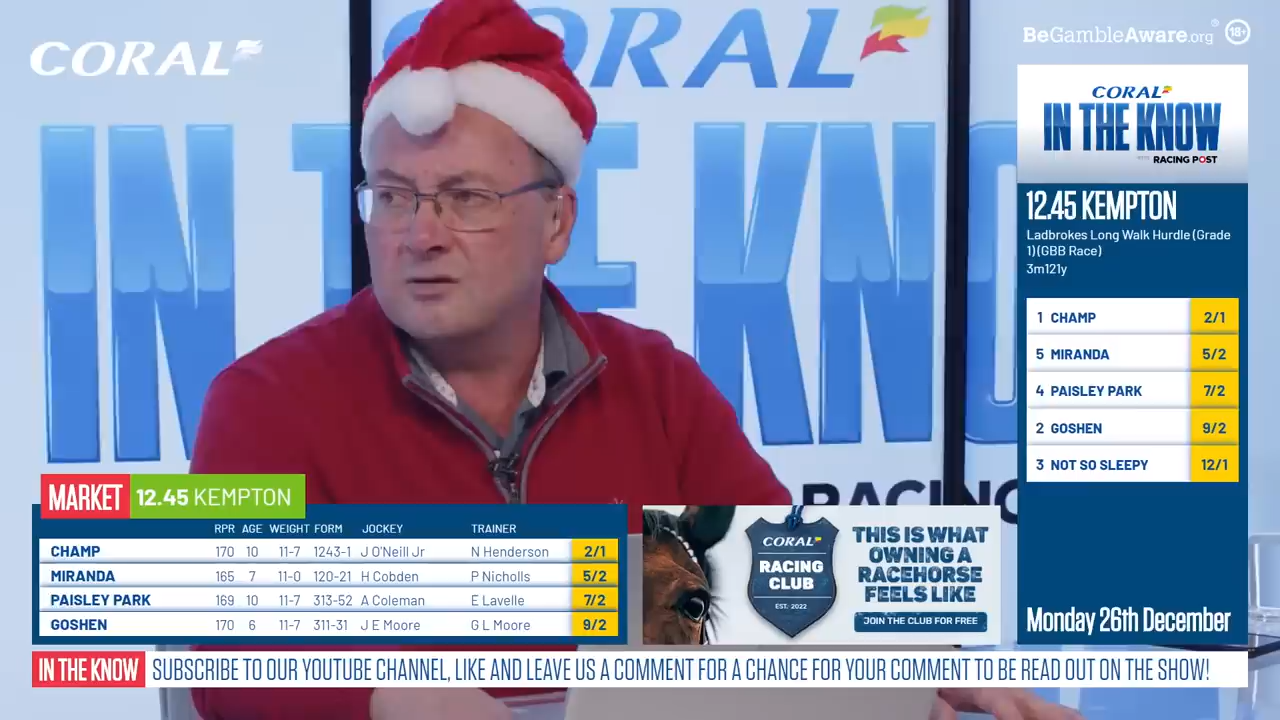 CORAL
CORAL
IN THE KNOW
RACING
BeGambleAware.org® 18+
CORAL
IN THE KNOW
WITH RACING POST
12.45 KEMPTON
Ladbrokes Long Walk Hurdle (Grade
1) (GBB Race)
3m121y
1 CHAMP 2/1
5 MIRANDA 5/2
4 PAISLEY PARK 7/2
2 GOSHEN 9/2
3 NOT SO SLEEPY 12/1
Monday 26th December
MARKET 12.45 KEMPTON
RPR AGE WEIGHT FORM JOCKEY TRAINER
CHAMP 170 10 11-7 1243-1 J O'Neill Jr N Henderson 2/1
MIRANDA 165 7 11-0 120-21 H Cobden P Nicholls 5/2
PAISLEY PARK 169 10 11-7 313-52 A Coleman E Lavelle 7/2
GOSHEN 170 6 11-7 311-31 J E Moore G L Moore 9/2
CORAL
RACING
CLUB
EST. 2022
THIS IS WHAT
OWNING A
RACEHORSE
FEELS LIKE
JOIN THE CLUB FOR FREE
IN THE KNOW SUBSCRIBE TO OUR YOUTUBE CHANNEL, LIKE AND LEAVE US A COMMENT FOR A CHANCE FOR YOUR COMMENT TO BE READ OUT ON THE SHOW!